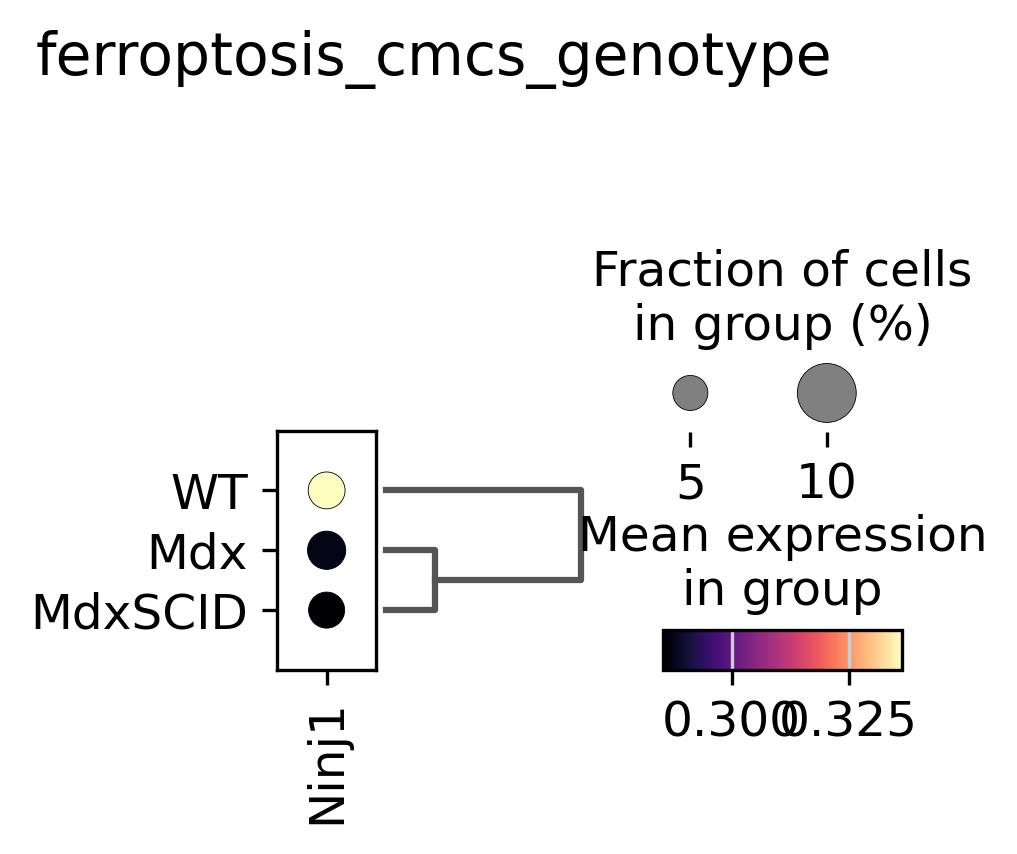 ferroptosis_cmcs_genotype
Fraction of cells
in group (%)
5 10
Mean expression
in group
0.300 0.325
WT
Mdx
MdxSCID
Ninj1